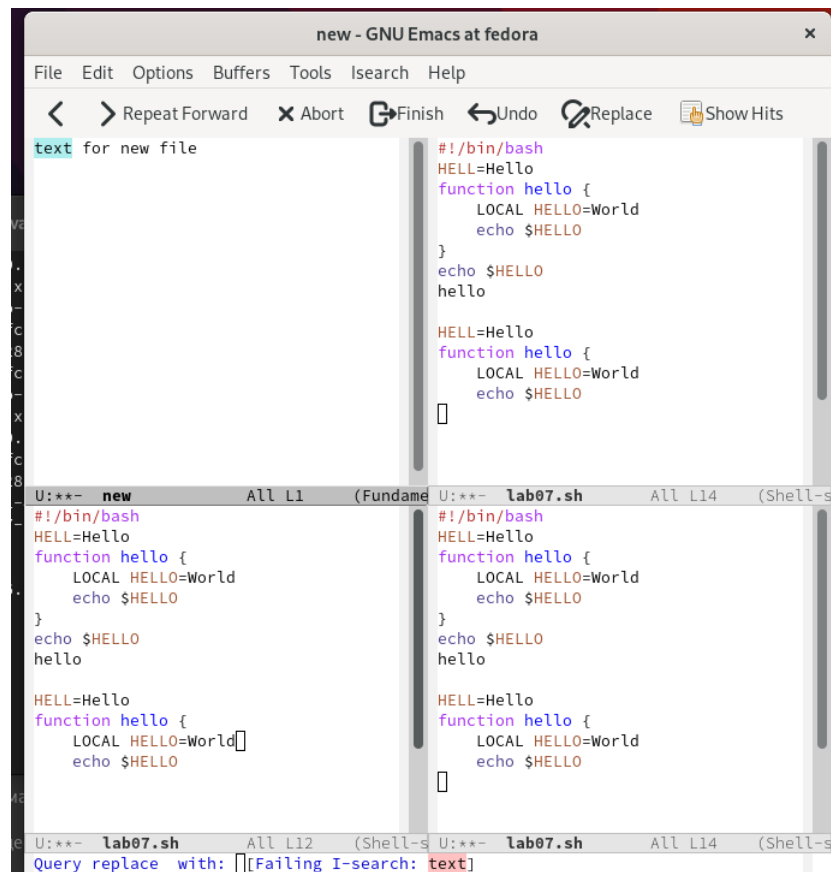 new - GNU Emacs at fedora ×
File Edit Options Buffers Tools Isearch Help
Repeat Forward Abort Finish Undo Replace Show Hits
text for new file
U:**- new All L1 (Fundame
#!/bin/bash
HELL=Hello
function hello {
    LOCAL HELLO=World
    echo $HELLO
}
echo $HELLO
hello

HELL=Hello
function hello {
    LOCAL HELLO=World
    echo $HELLO
U:**- lab07.sh All L14 (Shell-s
#!/bin/bash
HELL=Hello
function hello {
    LOCAL HELLO=World
    echo $HELLO
}
echo $HELLO
hello

HELL=Hello
function hello {
    LOCAL HELLO=World
    echo $HELLO
U:**- lab07.sh All L12 (Shell-s
#!/bin/bash
HELL=Hello
function hello {
    LOCAL HELLO=World
    echo $HELLO
}
echo $HELLO
hello

HELL=Hello
function hello {
    LOCAL HELLO=World
    echo $HELLO
U:**- lab07.sh All L14 (Shell-s
Query replace  with: [Failing I-search: text]